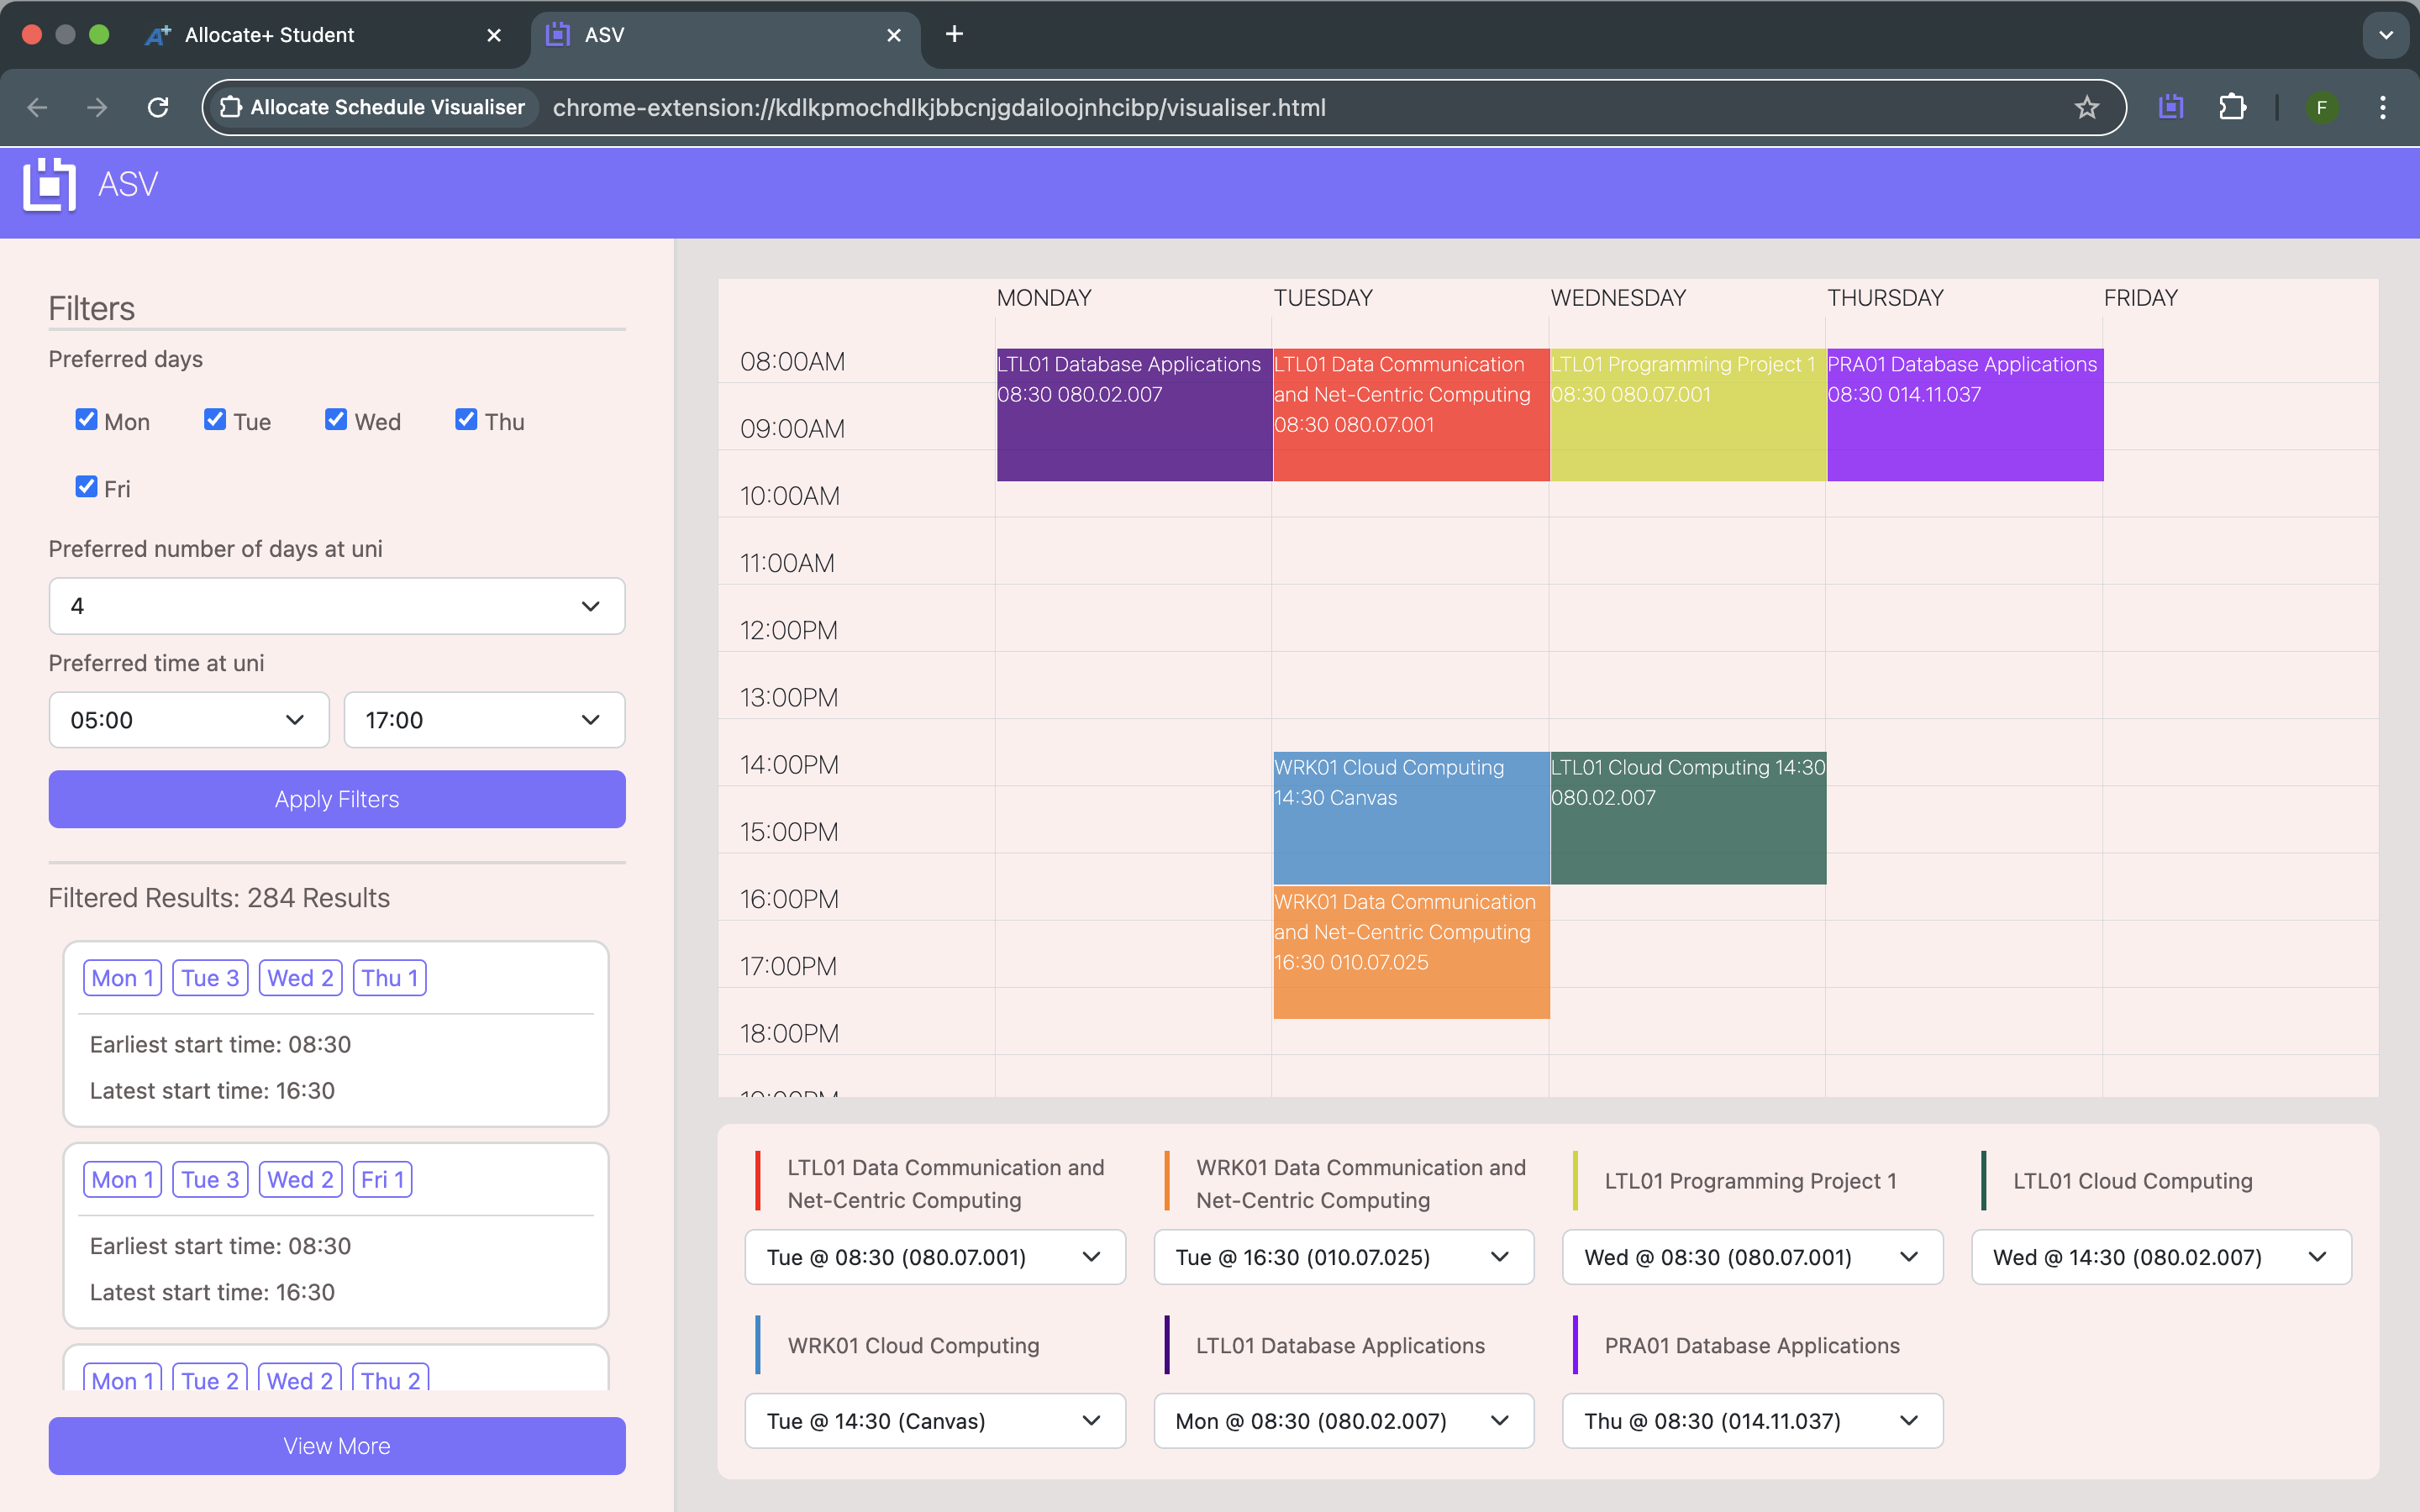 Allocate+ Student
ASV
Allocate Schedule Visualiser
chrome-extension://kdlkpmochdlkjbbcnjgdailoojnhcibp/visualiser.html
F
ASV
Filters
Preferred days
Mon Tue Wed Thu
Fri
Preferred number of days at uni
4
Preferred time at uni
05:00 17:00
Apply Filters
Filtered Results: 284 Results
Mon 1 Tue 3 Wed 2 Thu 1
Earliest start time: 08:30
Latest start time: 16:30
Mon 1 Tue 3 Wed 2 Fri 1
Earliest start time: 08:30
Latest start time: 16:30
Mon 1 Tue 2 Wed 2 Thu 2
View More
MONDAY TUESDAY WEDNESDAY THURSDAY FRIDAY
08:00AM
09:00AM
10:00AM
11:00AM
12:00PM
13:00PM
14:00PM
15:00PM
16:00PM
17:00PM
18:00PM
19:00PM
LTL01 Database Applications
08:30 080.02.007
LTL01 Data Communication
and Net-Centric Computing
08:30 080.07.001
LTL01 Programming Project 1
08:30 080.07.001
PRA01 Database Applications
08:30 014.11.037
WRK01 Cloud Computing
14:30 Canvas
LTL01 Cloud Computing 14:30
080.02.007
WRK01 Data Communication
and Net-Centric Computing
16:30 010.07.025
LTL01 Data Communication and
Net-Centric Computing
Tue @ 08:30 (080.07.001)
WRK01 Data Communication and
Net-Centric Computing
Tue @ 16:30 (010.07.025)
LTL01 Programming Project 1
Wed @ 08:30 (080.07.001)
LTL01 Cloud Computing
Wed @ 14:30 (080.02.007)
WRK01 Cloud Computing
Tue @ 14:30 (Canvas)
LTL01 Database Applications
Mon @ 08:30 (080.02.007)
PRA01 Database Applications
Thu @ 08:30 (014.11.037)